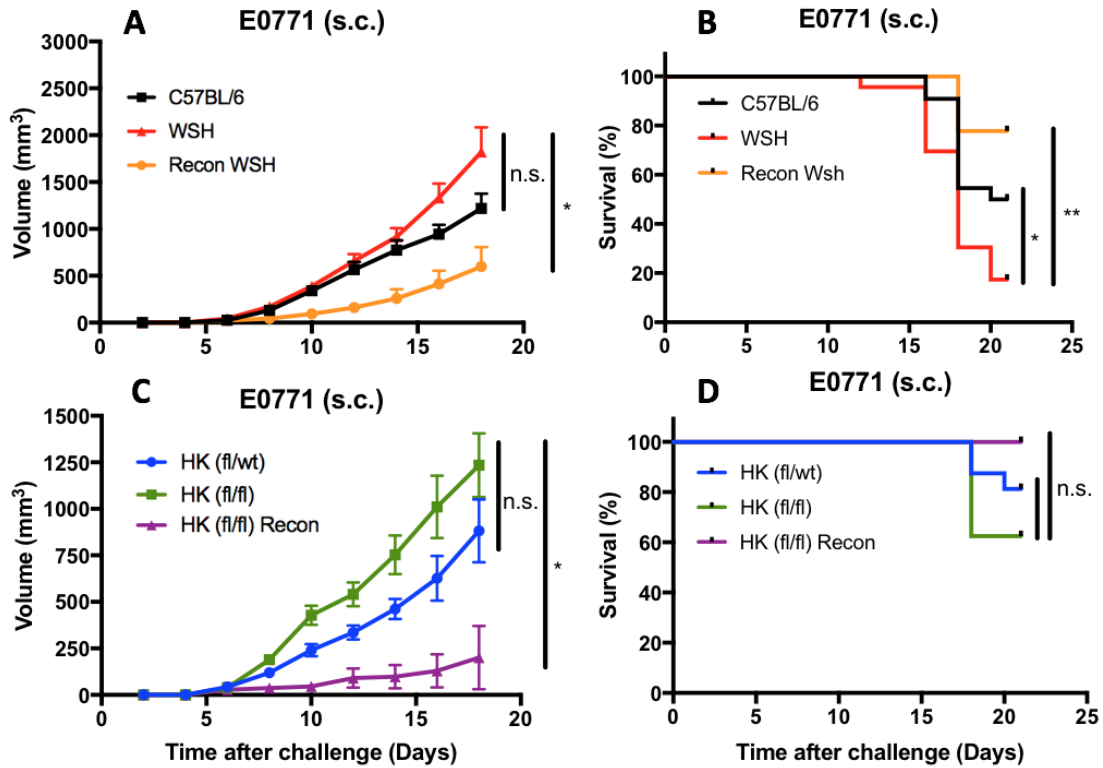 A
E0771 (s.c.)
3000
2500
2000
1500
1000
500
0
Volume (mm3)
C57BL/6
WSH
Recon WSH
n.s.
*
0
5
10
15
20
B
E0771 (s.c.)
100
80
60
40
20
0
Survival (%)
C57BL/6
WSH
Recon Wsh
*
**
0
5
10
15
20
25
C
E0771 (s.c.)
1500
1250
1000
750
500
250
0
Volume (mm3)
HK (fl/wt)
HK (fl/fl)
HK (fl/fl) Recon
n.s.
*
0
5
10
15
20
Time after challenge (Days)
D
E0771 (s.c.)
100
80
60
40
20
0
Survival (%)
HK (fl/wt)
HK (fl/fl)
HK (fl/fl) Recon
n.s.
0
5
10
15
20
25
Time after challenge (Days)